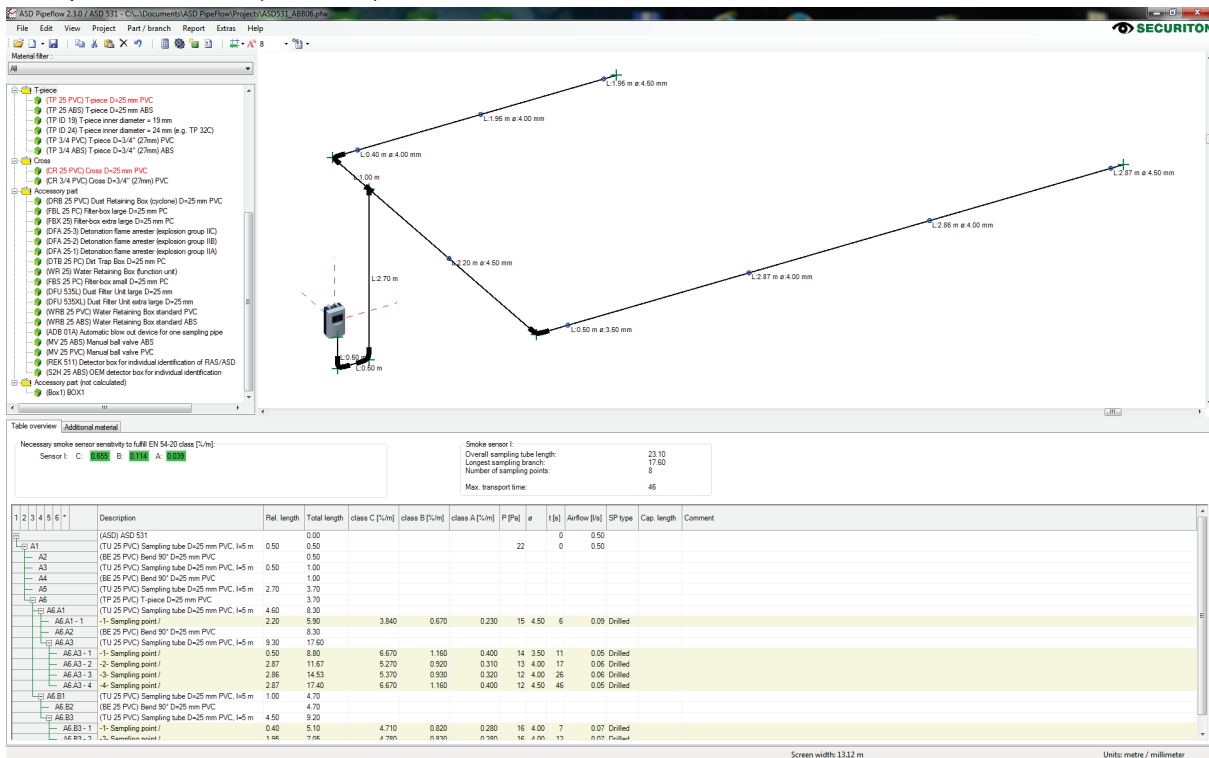 ASD Pipeflow 2.3.0 / ASD 531 - C:\...\Documents\ASD PipeFlow\Projects\ASD531_ABB06.pfw
File Edit View Project Part / branch Report Extras Help
SECURITON
8
Material filter :
All
T-piece
(TP 25 PVC) T-piece D=25 mm PVC
(TP 25 ABS) T-piece D=25 mm ABS
(TP ID 19) T-piece inner diameter = 19 mm
(TP ID 24) T-piece inner diameter = 24 mm (e.g. TP 32C)
(TP 3/4 PVC) T-piece D=3/4" (27mm) PVC
(TP 3/4 ABS) T-piece D=3/4" (27mm) ABS
Cross
(CR 25 PVC) Cross D=25 mm PVC
(CR 3/4 PVC) Cross D=3/4" (27mm) PVC
Accessory part
(DRB 25 PVC) Dust Retaining Box (cyclone) D=25 mm PVC
(FBL 25 PC) Filter-box large D=25 mm PC
(FBX 25) Filter-box extra large D=25 mm PC
(DFA 25-3) Detonation flame arrester (explosion group IIC)
(DFA 25-2) Detonation flame arrester (explosion group IIB)
(DFA 25-1) Detonation flame arrester (explosion group IIA)
(DTB 25 PC) Dirt Trap Box D=25 mm PC
(WR 25) Water Retaining Box (function unit)
(FBS 25 PC) Filter-box small D=25 mm PC
(DFU 535L) Dust Filter Unit large D=25 mm
(DFU 535XL) Dust Filter Unit extra large D=25 mm
(WRB 25 PVC) Water Retaining Box standard PVC
(WRB 25 ABS) Water Retaining Box standard ABS
(ADB 01A) Automatic blow out device for one sampling pipe
(MV 25 ABS) Manual ball valve ABS
(MV 25 PVC) Manual ball valve PVC
(REK 511) Detector box for individual identification of RAS/ASD
(S2H 25 ABS) OEM detector box for individual identification
Accessory part (not calculated)
(Box1) BOX1
L:1.95 m ø:4.50 mm
L:1.95 m ø:4.00 mm
L:0.40 m ø:4.00 mm
L:1.00 m
L:2.87 m ø:4.50 mm
L:2.86 m ø:4.00 mm
L:2.20 m ø:4.50 mm
L:2.87 m ø:4.00 mm
L:2.70 m
L:0.50 m ø:3.50 mm
L:0.50 m
L:0.50 m
Table overview Additional material
Necessary smoke sensor sensitivity to fulfill EN 54-20 class [%/m]:
Sensor I: C: 0.655 B: 0.114 A: 0.039
Smoke sensor I:
Overall sampling tube length: 23.10
Longest sampling branch: 17.60
Number of sampling points: 8
Max. transport time: 46
1 2 3 4 5 6 * Description Rel. length Total length class C [%/m] class B [%/m] class A [%/m] P [Pa] ø t [s] Airflow [l/s] SP type Cap. length Comment
(ASD) ASD 531 0.00 0 0.50
A1 (TU 25 PVC) Sampling tube D=25 mm PVC, l=5 m 0.50 0.50 22 0 0.50
A2 (BE 25 PVC) Bend 90° D=25 mm PVC 0.50
A3 (TU 25 PVC) Sampling tube D=25 mm PVC, l=5 m 0.50 1.00
A4 (BE 25 PVC) Bend 90° D=25 mm PVC 1.00
A5 (TU 25 PVC) Sampling tube D=25 mm PVC, l=5 m 2.70 3.70
A6 (TP 25 PVC) T-piece D=25 mm PVC 3.70
A6.A1 (TU 25 PVC) Sampling tube D=25 mm PVC, l=5 m 4.60 8.30
A6.A1 - 1 -1- Sampling point / 2.20 5.90 3.840 0.670 0.230 15 4.50 6 0.09 Drilled
A6.A2 (BE 25 PVC) Bend 90° D=25 mm PVC 8.30
A6.A3 (TU 25 PVC) Sampling tube D=25 mm PVC, l=5 m 9.30 17.60
A6.A3 - 1 -1- Sampling point / 0.50 8.80 6.670 1.160 0.400 14 3.50 11 0.05 Drilled
A6.A3 - 2 -2- Sampling point / 2.87 11.67 5.270 0.920 0.310 13 4.00 17 0.06 Drilled
A6.A3 - 3 -3- Sampling point / 2.86 14.53 5.370 0.930 0.320 12 4.00 26 0.06 Drilled
A6.A3 - 4 -4- Sampling point / 2.87 17.40 6.670 1.160 0.400 12 4.50 46 0.05 Drilled
A6.B1 (TU 25 PVC) Sampling tube D=25 mm PVC, l=5 m 1.00 4.70
A6.B2 (BE 25 PVC) Bend 90° D=25 mm PVC 4.70
A6.B3 (TU 25 PVC) Sampling tube D=25 mm PVC, l=5 m 4.50 9.20
A6.B3 - 1 -1- Sampling point / 0.40 5.10 4.710 0.820 0.280 16 4.00 7 0.07 Drilled
A6.B3 - 2 -2- Sampling point / 1.95 7.05 4.780 0.830 0.280 16 4.00 12 0.07 Drilled
Screen width: 13.12 m Units: metre / millimeter